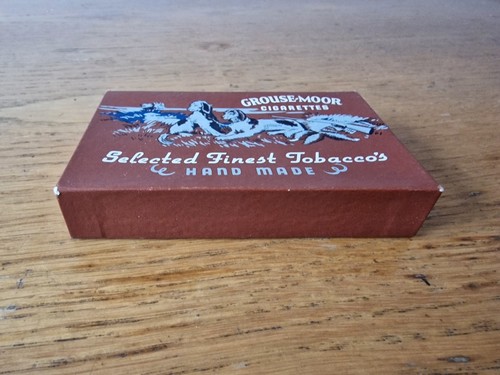 GROUSE-MOOR
CIGARETTES
Selected Finest Tobacco's
HAND MADE